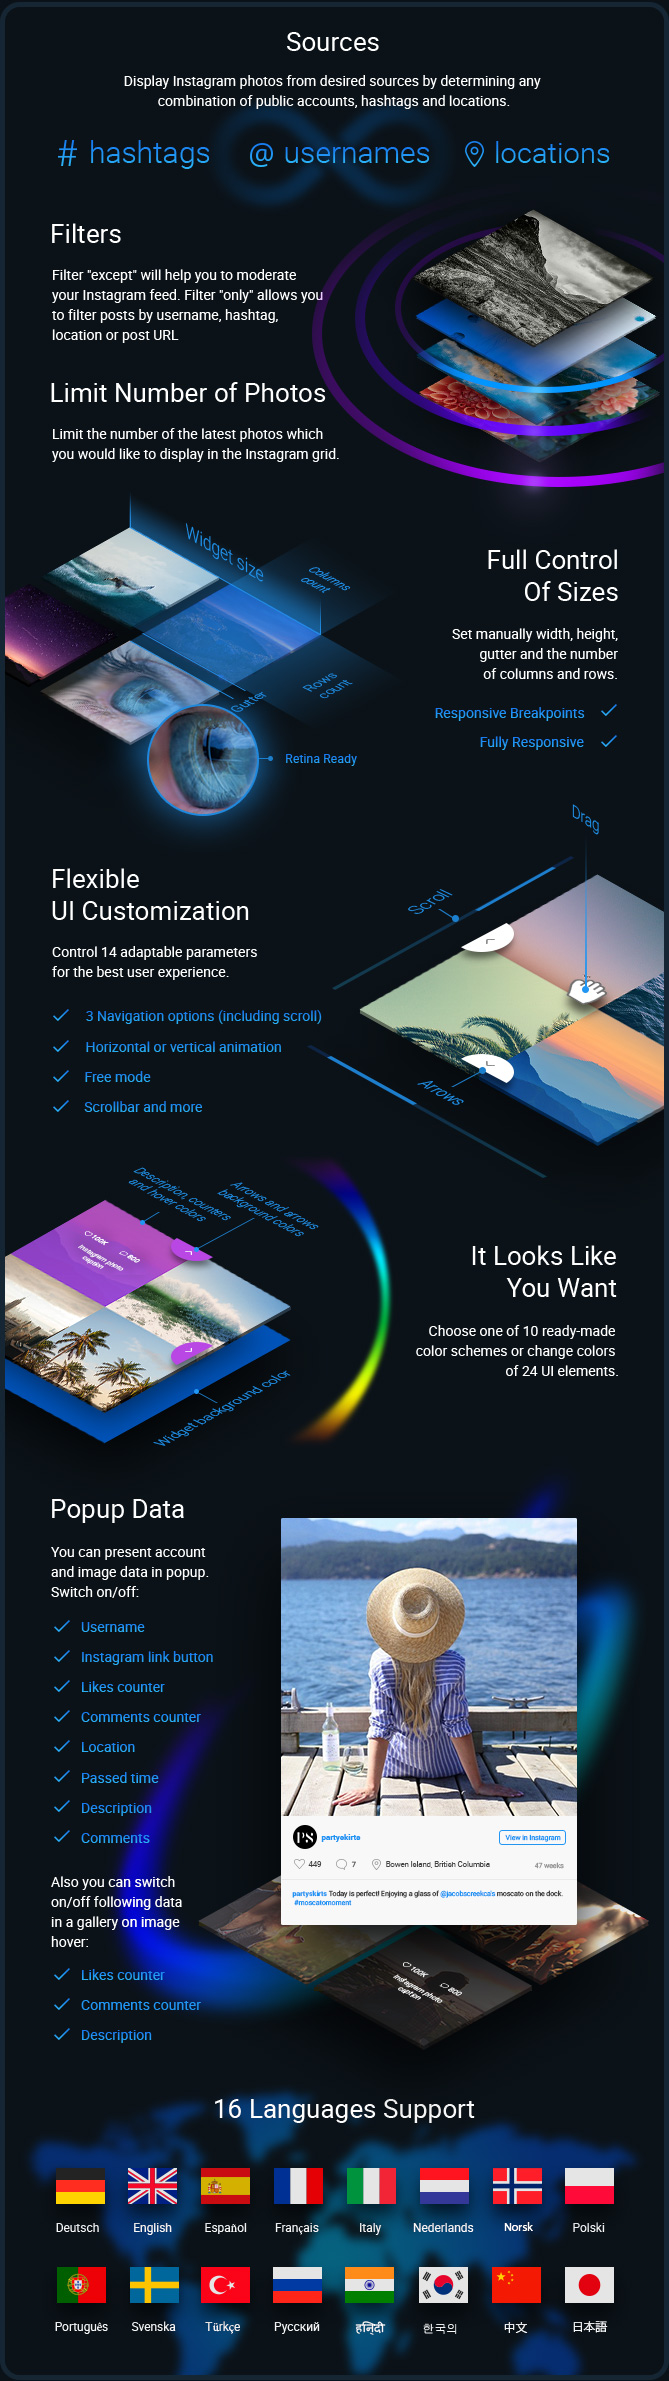 Sources
Display Instagram photos from desired sources by determining any
combination of public accounts, hashtags and locations.
# hashtags @ usernames locations
Filters
Filter "except" will help you to moderate
your Instagram feed. Filter "only" allows you
to filter posts by username, hashtag,
location or post URL
Limit Number of Photos
Limit the number of the latest photos which
you would like to display in the Instagram grid.
Widget size
Columns
count
Rows
count
Gutter
Retina Ready
Full Control
Of Sizes
Set manually width, height,
gutter and the number
of columns and rows.
Responsive Breakpoints
Fully Responsive
Drag
Scroll
Arrows
Flexible
UI Customization
Control 14 adaptable parameters
for the best user experience.
3 Navigation options (including scroll)
Horizontal or vertical animation
Free mode
Scrollbar and more
Description, counters
and hover colors
Arrows and arrows
background colors
100K
800
Instagram photo
caption
Widget background color
It Looks Like
You Want
Choose one of 10 ready-made
color schemes or change colors
of 24 UI elements.
Popup Data
You can present account
and image data in popup.
Switch on/off:
Username
Instagram link button
Likes counter
Comments counter
Location
Passed time
Description
Comments
Also you can switch
on/off following data
in a gallery on image
hover:
Likes counter
Comments counter
Description
PS partyskirts View in Instagram
449 7 Bowen Island, British Columbia 47 weeks
partyskirts Today is perfect! Enjoying a glass of @jacobscreekca's moscato on the dock.
#moscatomoment
100K
800
Instagram photo
caption
16 Languages Support
Deutsch English Español Français Italy Nederlands Norsk Polski
Português Svenska Türkçe Русский हिन्दी 한국의 中文 日本語